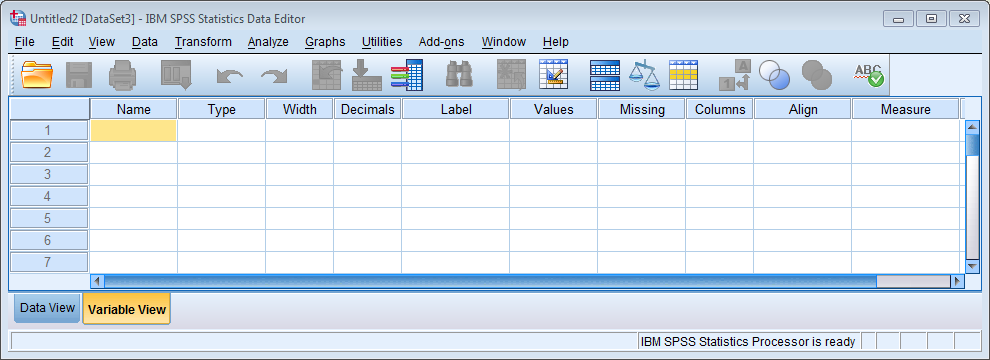 Untitled2 [DataSet3] - IBM SPSS Statistics Data Editor
File Edit View Data Transform Analyze Graphs Utilities Add-ons Window Help
A
1 4
ABC
Name Type Width Decimals Label Values Missing Columns Align Measure
1
2
3
4
5
6
7
Data View Variable View
IBM SPSS Statistics Processor is ready